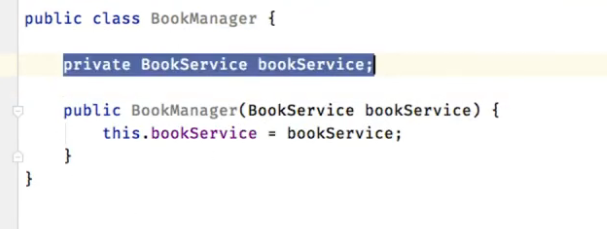 public class BookManager {
private BookService bookService;
public BookManager(BookService bookService) {
this.bookService = bookService;
}
}